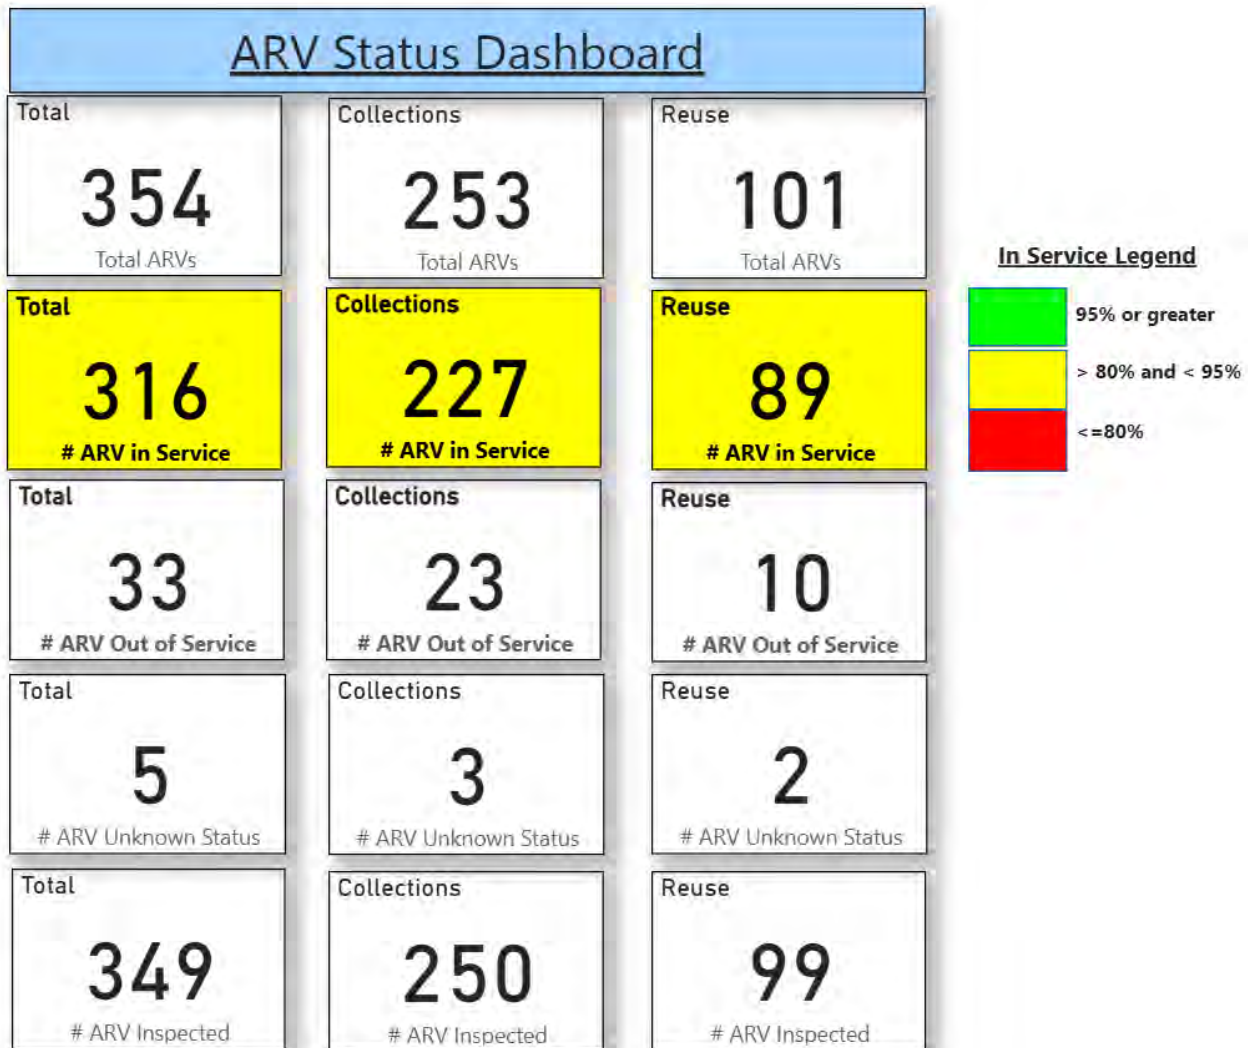 ARV Status Dashboard
Total
354
Total ARVs
Collections
253
Total ARVs
Reuse
101
Total ARVs
Total
316
# ARV in Service
Collections
227
# ARV in Service
Reuse
89
# ARV in Service
Total
33
# ARV Out of Service
Collections
23
# ARV Out of Service
Reuse
10
# ARV Out of Service
Total
5
# ARV Unknown Status
Collections
3
# ARV Unknown Status
Reuse
2
# ARV Unknown Status
Total
349
# ARV Inspected
Collections
250
# ARV Inspected
Reuse
99
# ARV Inspected
In Service Legend
95% or greater
> 80% and < 95%
<=80%